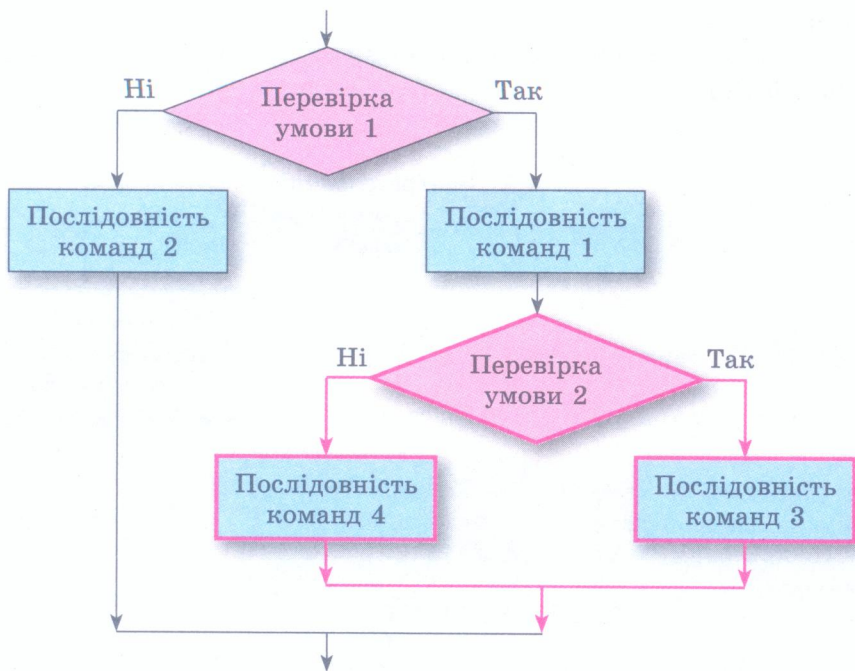 Ні
Перевірка
умови 1
Так
Послідовність
команд 2
Послідовність
команд 1
Ні
Перевірка
умови 2
Так
Послідовність
команд 4
Послідовність
команд 3